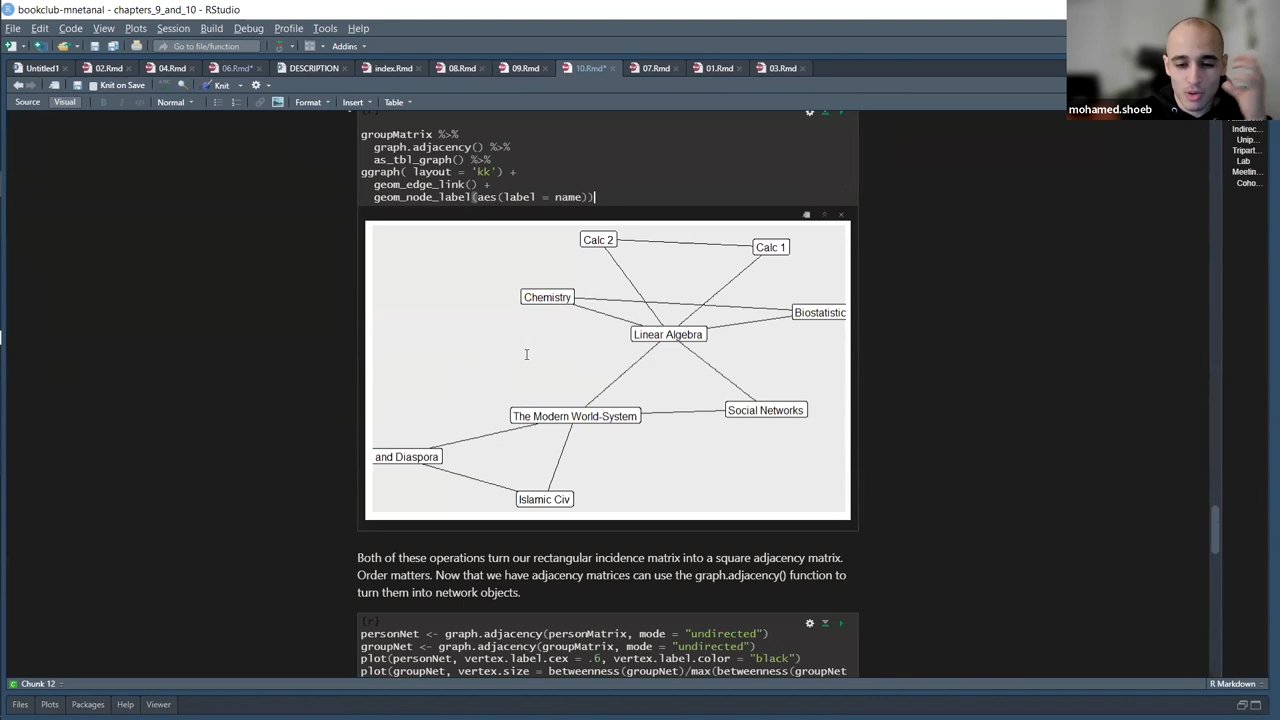 bookclub-mnetanal - chapters_9_and_10 - RStudio
File Edit Code View Plots Session Build Debug Profile Tools Help
Go to file/function Addins
Untitled1 02.Rmd 04.Rmd 06.Rmd* DESCRIPTION index.Rmd 08.Rmd 09.Rmd 10.Rmd* 07.Rmd 01.Rmd 03.Rmd
Knit on Save Knit
Source Visual B I Normal Format Insert Table
mohamed.shoeb
Indirec...
Unip...
Tripart...
Lab
Meetin...
Coho...
groupMatrix %>%
graph.adjacency() %>%
as_tbl_graph() %>%
ggraph( layout = 'kk') +
geom_edge_link() +
geom_node_label(aes(label = name))
Calc 2
Calc 1
Chemistry
Biostatistic
Linear Algebra
The Modern World-System
Social Networks
and Diaspora
Islamic Civ
Both of these operations turn our rectangular incidence matrix into a square adjacency matrix.
Order matters. Now that we have adjacency matrices can use the graph.adjacency() function to
turn them into network objects.
{r}
personNet <- graph.adjacency(personMatrix, mode = "undirected")
groupNet <- graph.adjacency(groupMatrix, mode = "undirected")
plot(personNet, vertex.label.cex = .6, vertex.label.color = "black")
plot(groupNet, vertex.size = betweenness(groupNet)/max(betweenness(groupNet
Chunk 12 R Markdown
Files Plots Packages Help Viewer